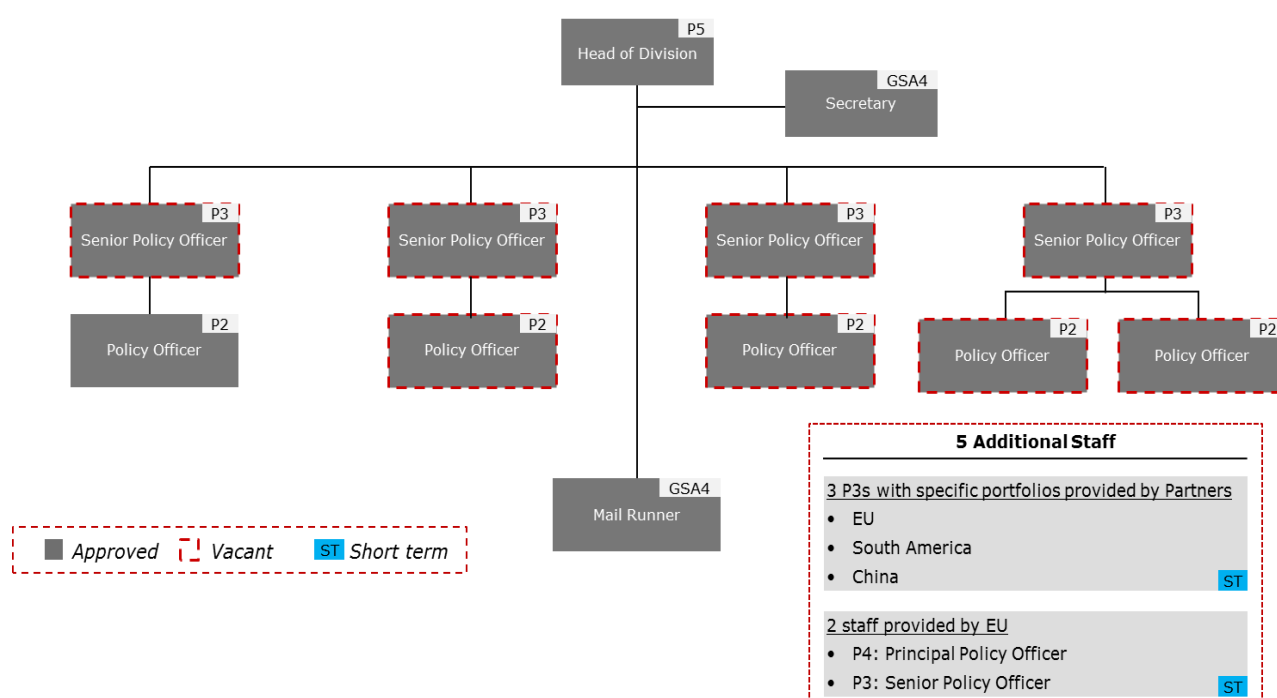 P5
Head of Division
GSA4
Secretary
P3
Senior Policy Officer
P3
Senior Policy Officer
P3
Senior Policy Officer
P3
Senior Policy Officer
P2
Policy Officer
P2
Policy Officer
P2
Policy Officer
P2
Policy Officer
P2
Policy Officer
GSA4
Mail Runner
Approved
Vacant
ST Short term
5 Additional Staff
3 P3s with specific portfolios provided by Partners
• EU
• South America
• China
ST
2 staff provided by EU
• P4: Principal Policy Officer
• P3: Senior Policy Officer
ST